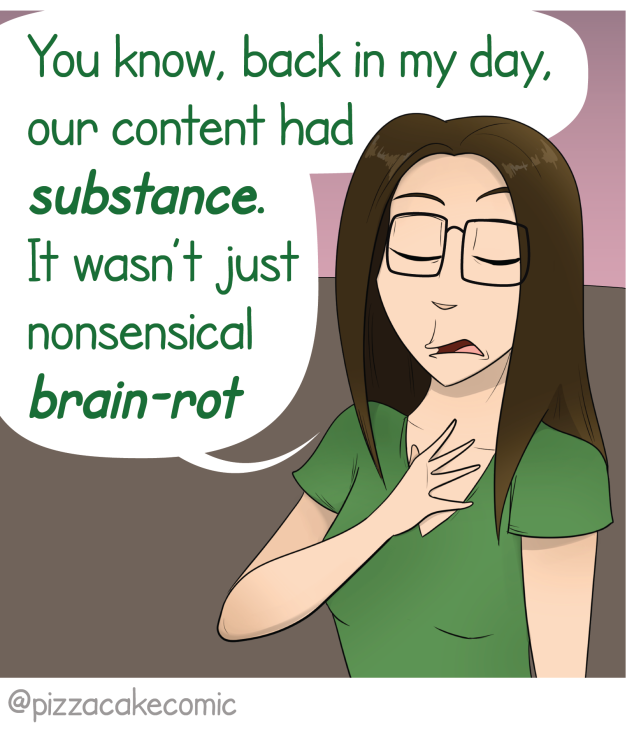 You know, back in my day,
our content had
substance.
It wasn't just
nonsensical
brain-rot
@pizzacakecomic